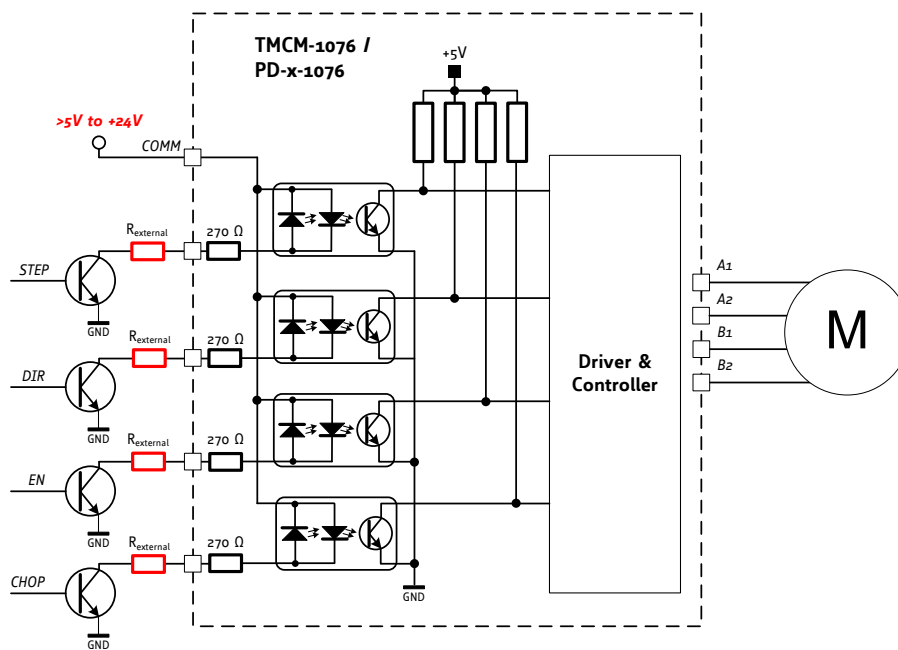 TMCM-1076 /
PD-x-1076
+5V
>5V to +24V
COMM
Rexternal
270 Ω
STEP
GND
Rexternal
270 Ω
DIR
GND
Rexternal
270 Ω
EN
GND
Rexternal
270 Ω
CHOP
GND
GND
Driver &
Controller
A1
A2
B1
B2
M